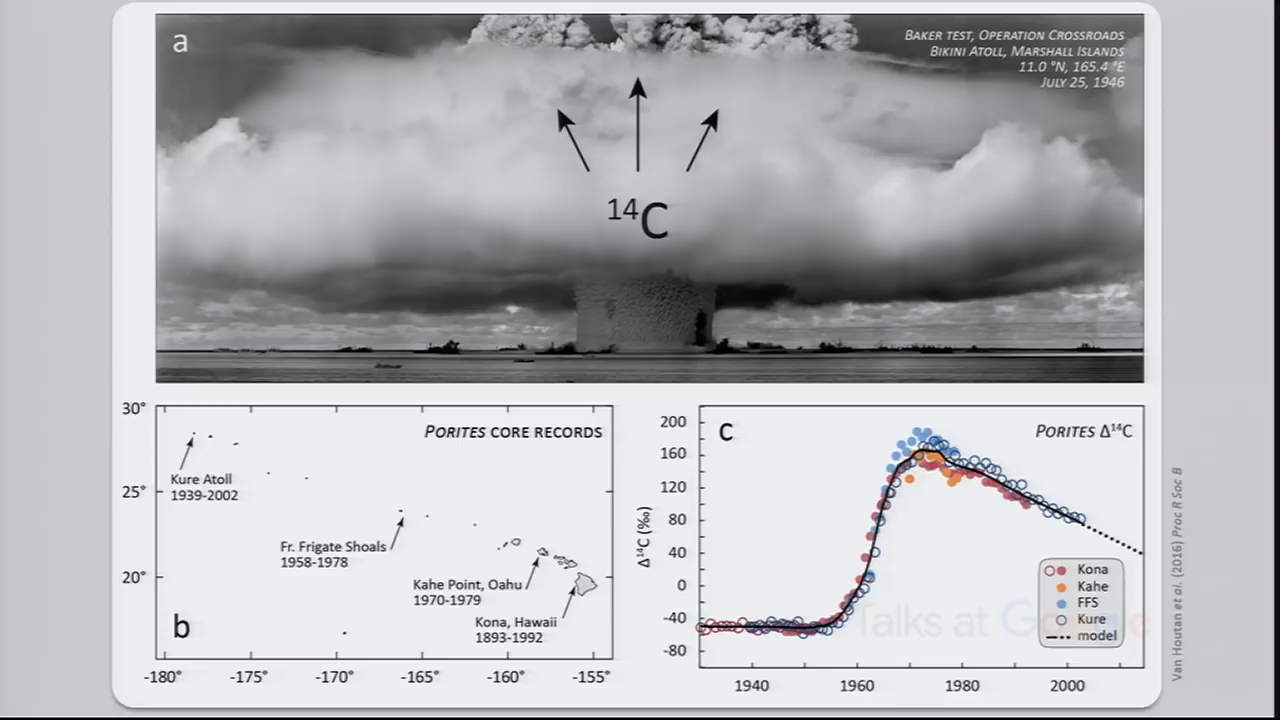 a
BAKER TEST, OPERATION CROSSROADS
BIKINI ATOLL, MARSHALL ISLANDS
11.0 °N, 165.4 °E
JULY 25, 1946
14C
30°
25°
20°
PORITES CORE RECORDS
Kure Atoll
1939-2002
Fr. Frigate Shoals
1958-1978
Kahe Point, Oahu
1970-1979
Kona, Hawaii
1893-1992
b
-180°
-175°
-170°
-165°
-160°
-155°
c
PORITES Δ14C
Δ14C (‰)
200
160
120
80
40
0
-40
-80
Kona
Kahe
FFS
Kure
model
Talks at Google
1940
1960
1980
2000
Van Houtan et al. (2016) Proc R Soc B